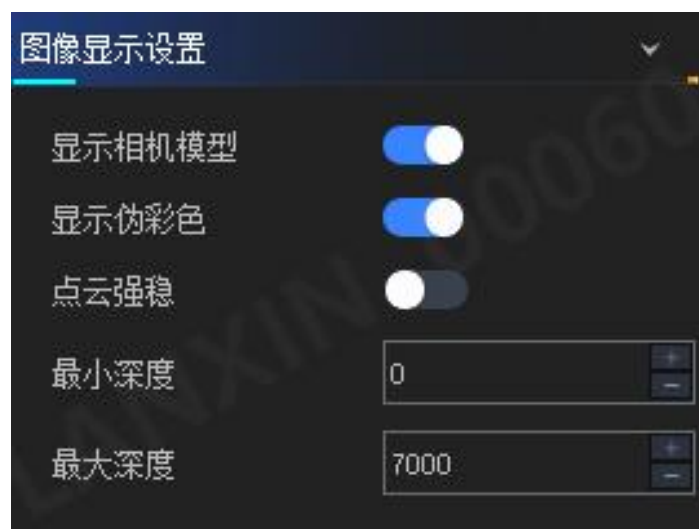 图像显示设置
显示相机模型
显示伪彩色
点云强稳
最小深度 0
最大深度 7000
LANXIN_00060